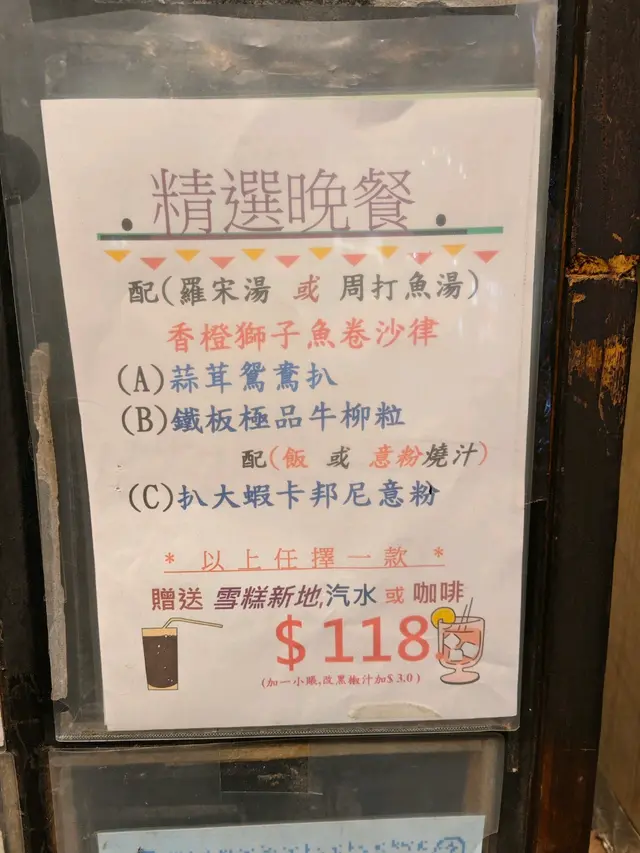 精選晚餐
配(羅宋湯 或 周打魚湯)
香橙獅子魚卷沙律
(A)蒜茸鴛鴦扒
(B)鐵板極品牛柳粒
配(飯 或 意粉燒汁)
(C)扒大蝦卡邦尼意粉
* 以上任擇一款 *
贈送 雪糕新地,汽水 或 咖啡
$118
(加一小賬,改黑椒汁加$3.0)